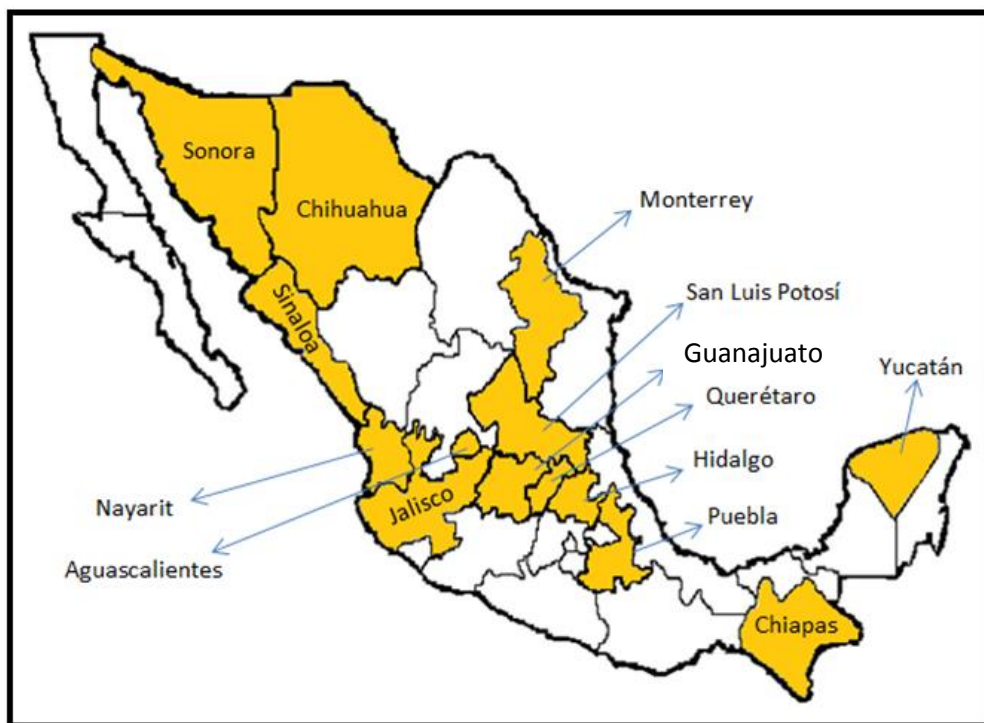 Sonora
Monterrey
Chihuahua
San Luis Potosí
Sinaloa
Guanajuato
Yucatán
Querétaro
Hidalgo
Nayarit
Jalisco
Puebla
Aguascalientes
Chiapas